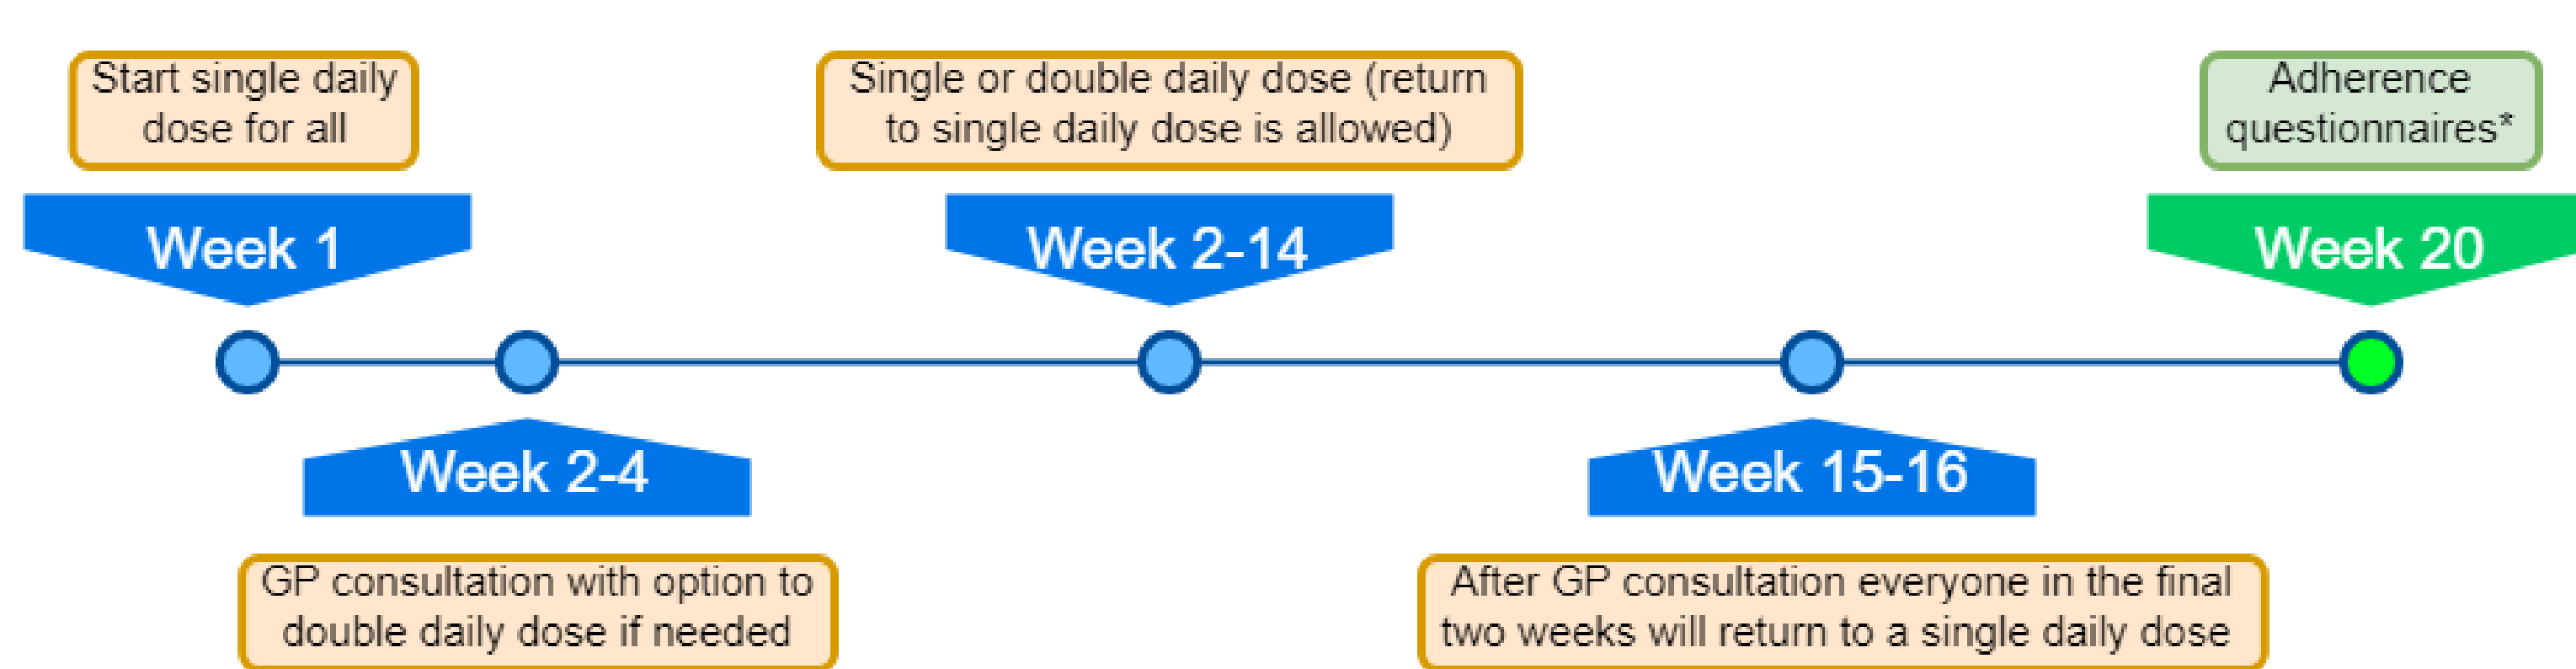 Start single daily
dose for all
Week 1
Week 2-4
GP consultation with option to
double daily dose if needed
Single or double daily dose (return
to single daily dose is allowed)
Week 2-14
Week 15-16
After GP consultation everyone in the final
two weeks will return to a single daily dose
Adherence
questionnaires*
Week 20